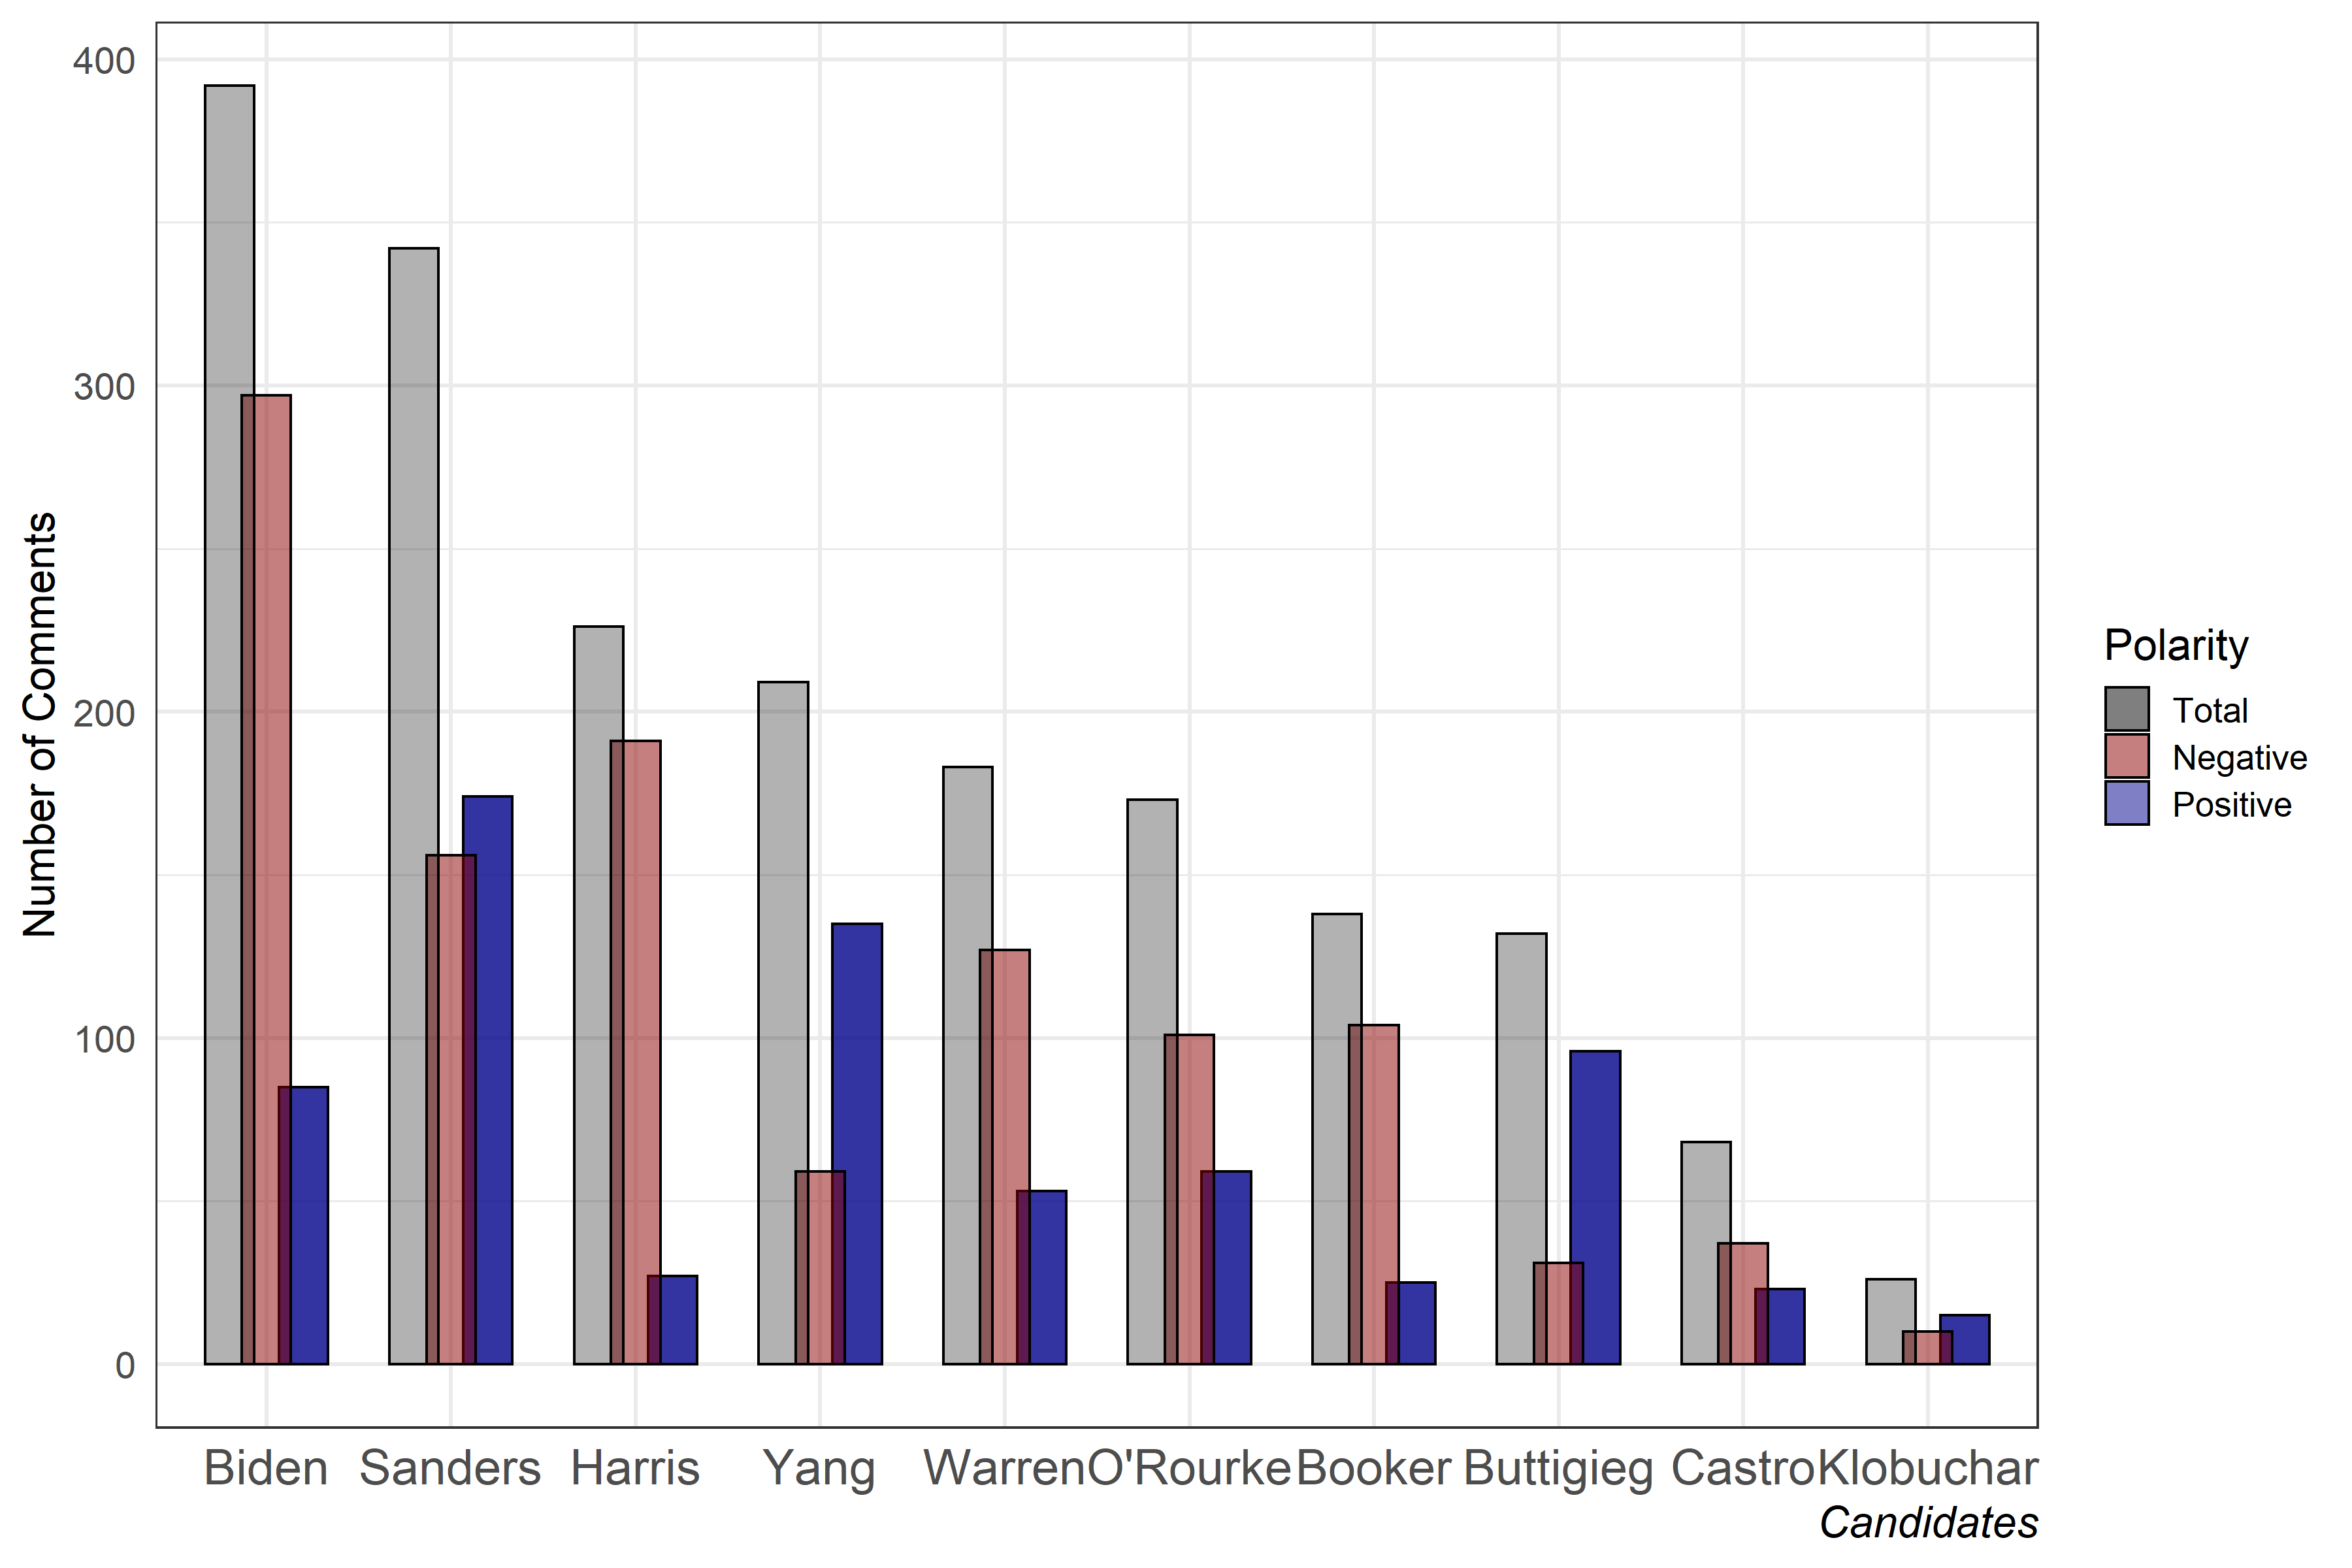 Number of Comments
400
300
200
100
0
Biden Sanders Harris Yang Warren O'Rourke Booker Buttigieg Castro Klobuchar
Candidates
Polarity
Total
Negative
Positive